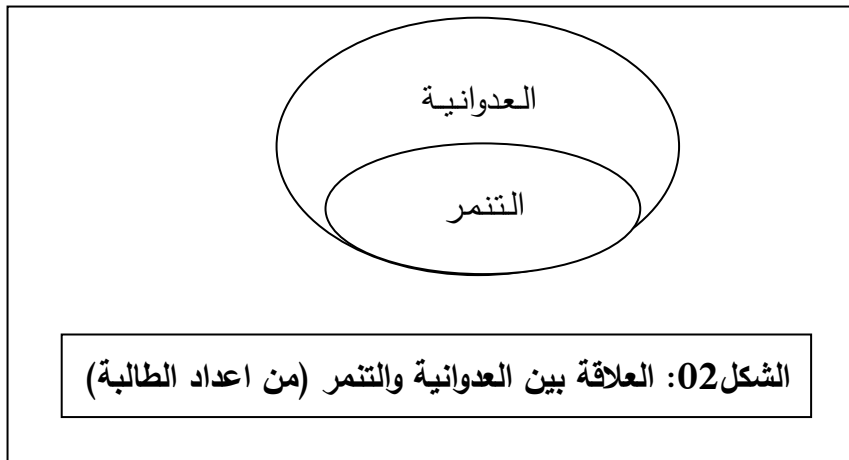 العدوانية
التنمر
الشكل02: العلاقة بين العدوانية والتنمر (من اعداد الطالبة)